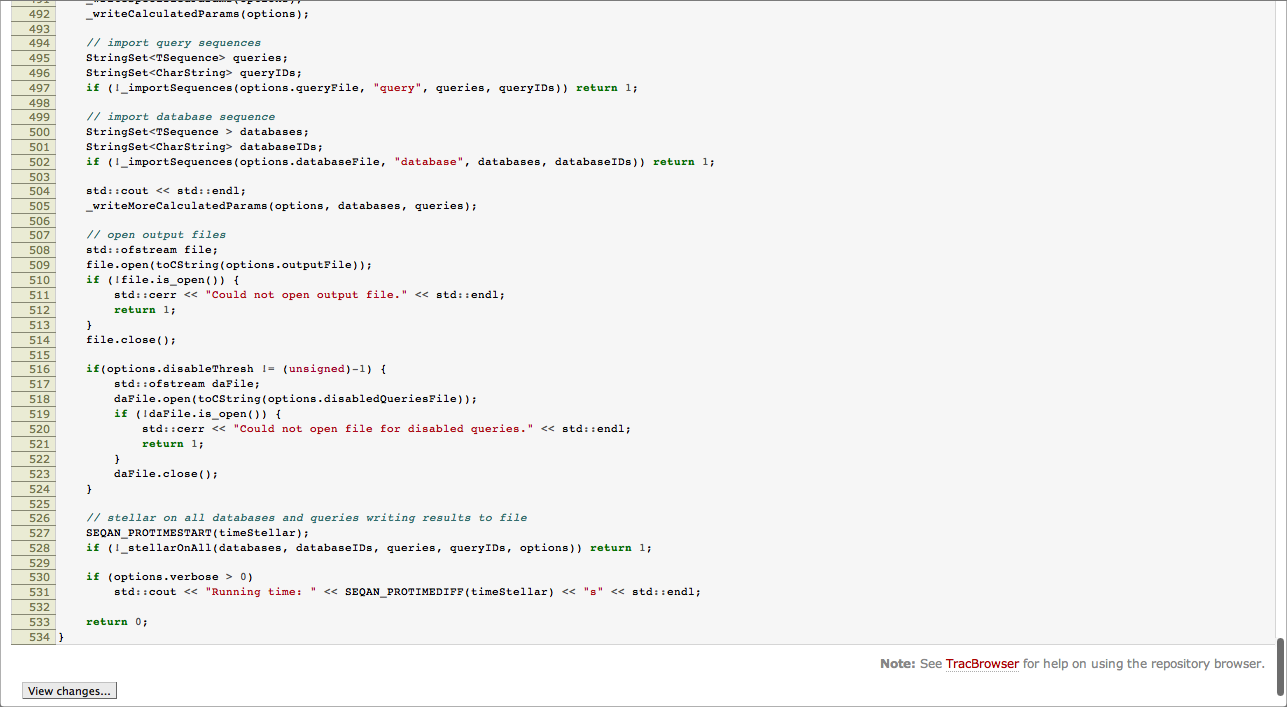 492 _writeCalculatedParams(options);
493
494 // import query sequences
495 StringSet<TSequence> queries;
496 StringSet<CharString> queryIDs;
497 if (!_importSequences(options.queryFile, "query", queries, queryIDs)) return 1;
498
499 // import database sequence
500 StringSet<TSequence > databases;
501 StringSet<CharString> databaseIDs;
502 if (!_importSequences(options.databaseFile, "database", databases, databaseIDs)) return 1;
503
504 std::cout << std::endl;
505 _writeMoreCalculatedParams(options, databases, queries);
506
507 // open output files
508 std::ofstream file;
509 file.open(toCString(options.outputFile));
510 if (!file.is_open()) {
511 std::cerr << "Could not open output file." << std::endl;
512 return 1;
513 }
514 file.close();
515
516 if(options.disableThresh != (unsigned)-1) {
517 std::ofstream daFile;
518 daFile.open(toCString(options.disabledQueriesFile));
519 if (!daFile.is_open()) {
520 std::cerr << "Could not open file for disabled queries." << std::endl;
521 return 1;
522 }
523 daFile.close();
524 }
525
526 // stellar on all databases and queries writing results to file
527 SEQAN_PROTIMESTART(timeStellar);
528 if (!_stellarOnAll(databases, databaseIDs, queries, queryIDs, options)) return 1;
529
530 if (options.verbose > 0)
531 std::cout << "Running time: " << SEQAN_PROTIMEDIFF(timeStellar) << "s" << std::endl;
532
533 return 0;
534 }
Note: See TracBrowser for help on using the repository browser.
View changes...